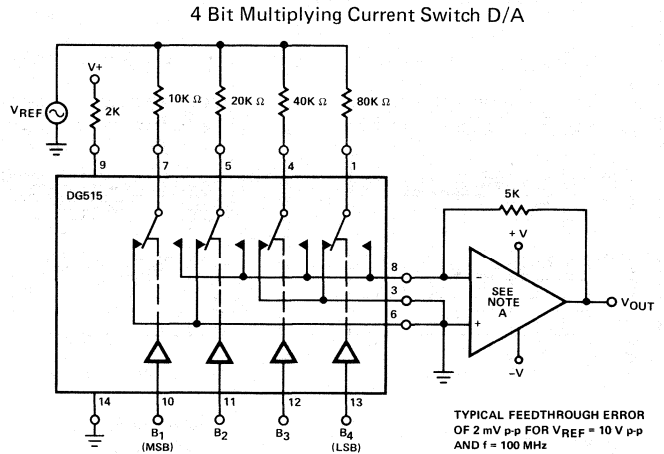 4 Bit Multiplying Current Switch D/A
V+
VREF
2K
10K Ω
20K Ω
40K Ω
80K Ω
9
7
5
4
1
DG515
5K
8
3
6
+ V
−
SEE
NOTE
A
+
VOUT
−V
14
10
11
12
13
B1
(MSB)
B2
B3
B4
(LSB)
TYPICAL FEEDTHROUGH ERROR
OF 2 mV p-p FOR VREF = 10 V p-p
AND f = 100 MHz